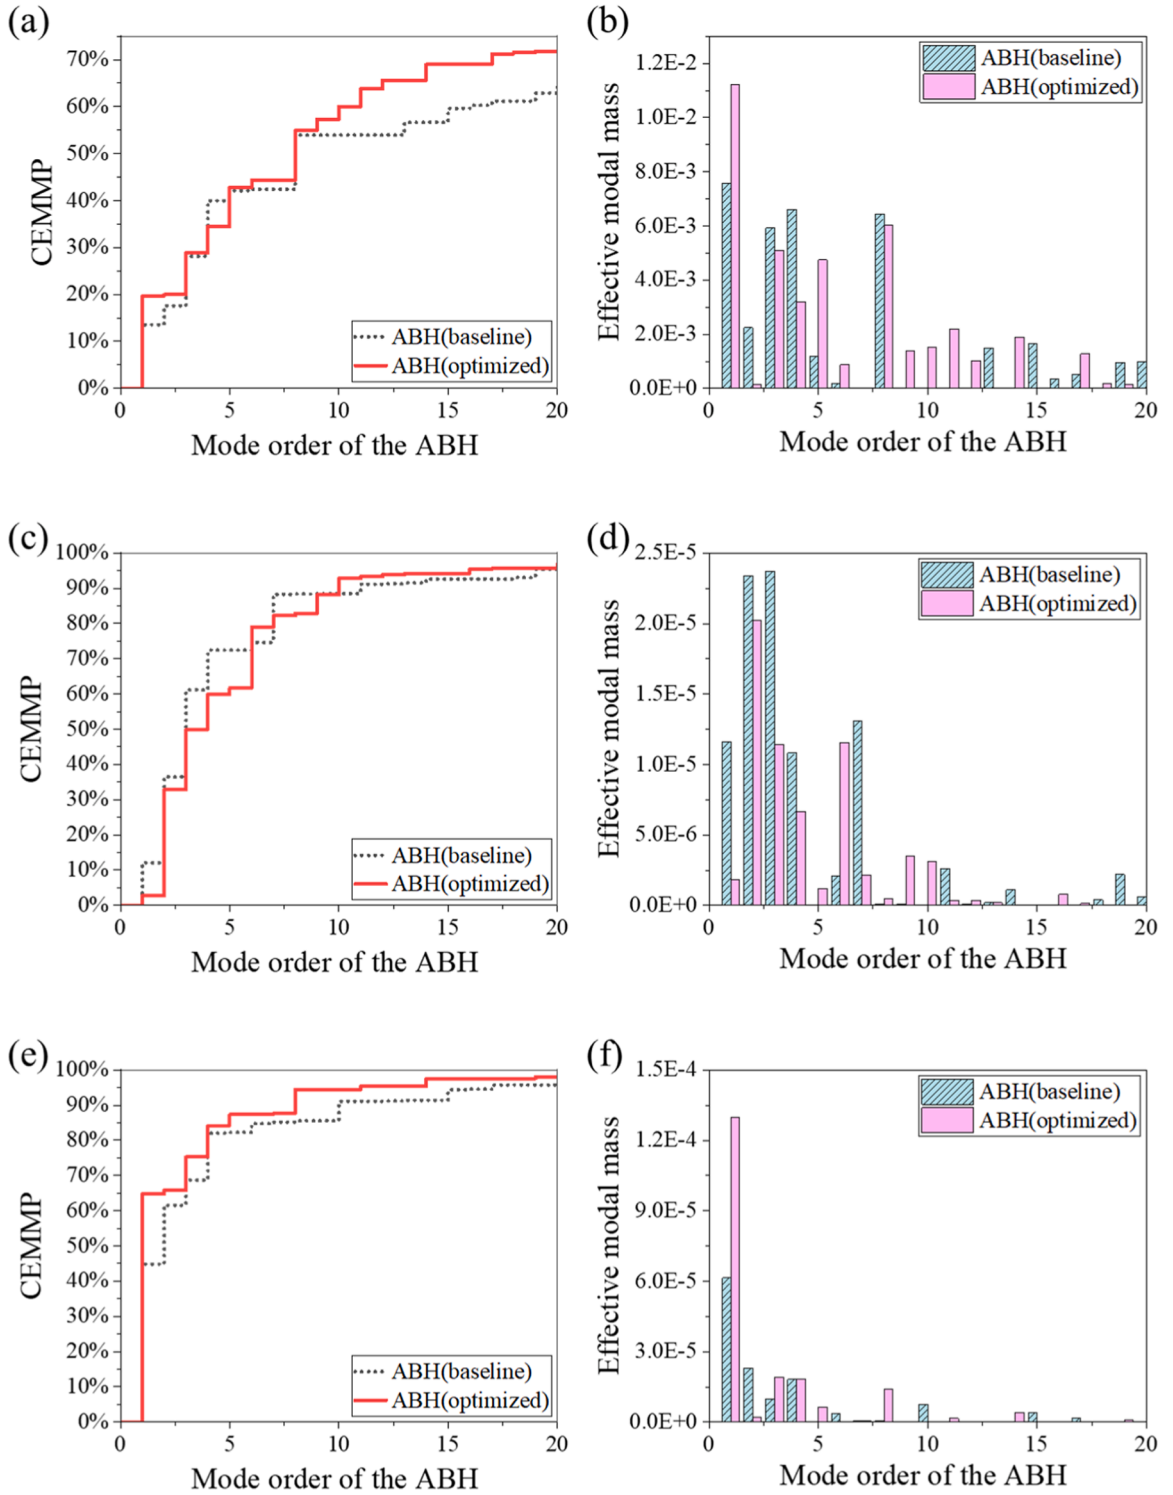 (a)
CEMMP
70%
60%
50%
40%
30%
20%
10%
0%
ABH(baseline)
ABH(optimized)
0 5 10 15 20
Mode order of the ABH
(b)
Effective modal mass
1.2E-2
1.0E-2
8.0E-3
6.0E-3
4.0E-3
2.0E-3
0.0E+0
ABH(baseline)
ABH(optimized)
0 5 10 15 20
Mode order of the ABH
(c)
CEMMP
100%
90%
80%
70%
60%
50%
40%
30%
20%
10%
0%
ABH(baseline)
ABH(optimized)
0 5 10 15 20
Mode order of the ABH
(d)
Effective modal mass
2.5E-5
2.0E-5
1.5E-5
1.0E-5
5.0E-6
0.0E+0
ABH(baseline)
ABH(optimized)
0 5 10 15 20
Mode order of the ABH
(e)
CEMMP
100%
90%
80%
70%
60%
50%
40%
30%
20%
10%
0%
ABH(baseline)
ABH(optimized)
0 5 10 15 20
Mode order of the ABH
(f)
Effective modal mass
1.5E-4
1.2E-4
9.0E-5
6.0E-5
3.0E-5
0.0E+0
ABH(baseline)
ABH(optimized)
0 5 10 15 20
Mode order of the ABH